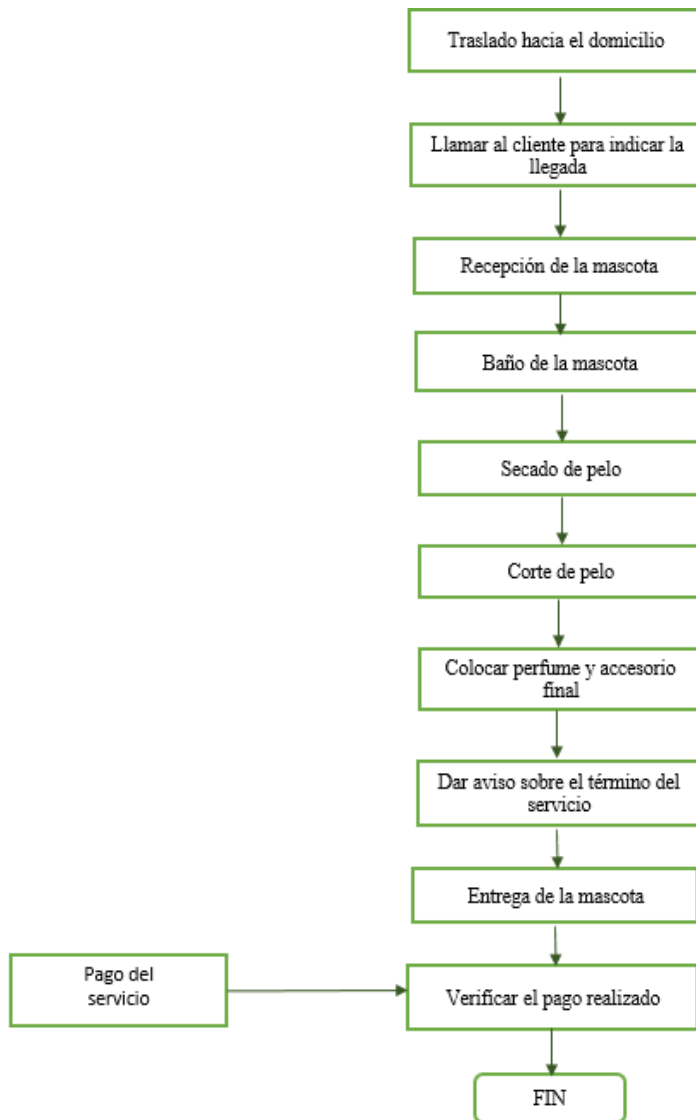 Traslado hacia el domicilio
Llamar al cliente para indicar la
llegada
Recepción de la mascota
Baño de la mascota
Secado de pelo
Corte de pelo
Colocar perfume y accesorio
final
Dar aviso sobre el término del
servicio
Entrega de la mascota
Pago del
servicio
Verificar el pago realizado
FIN